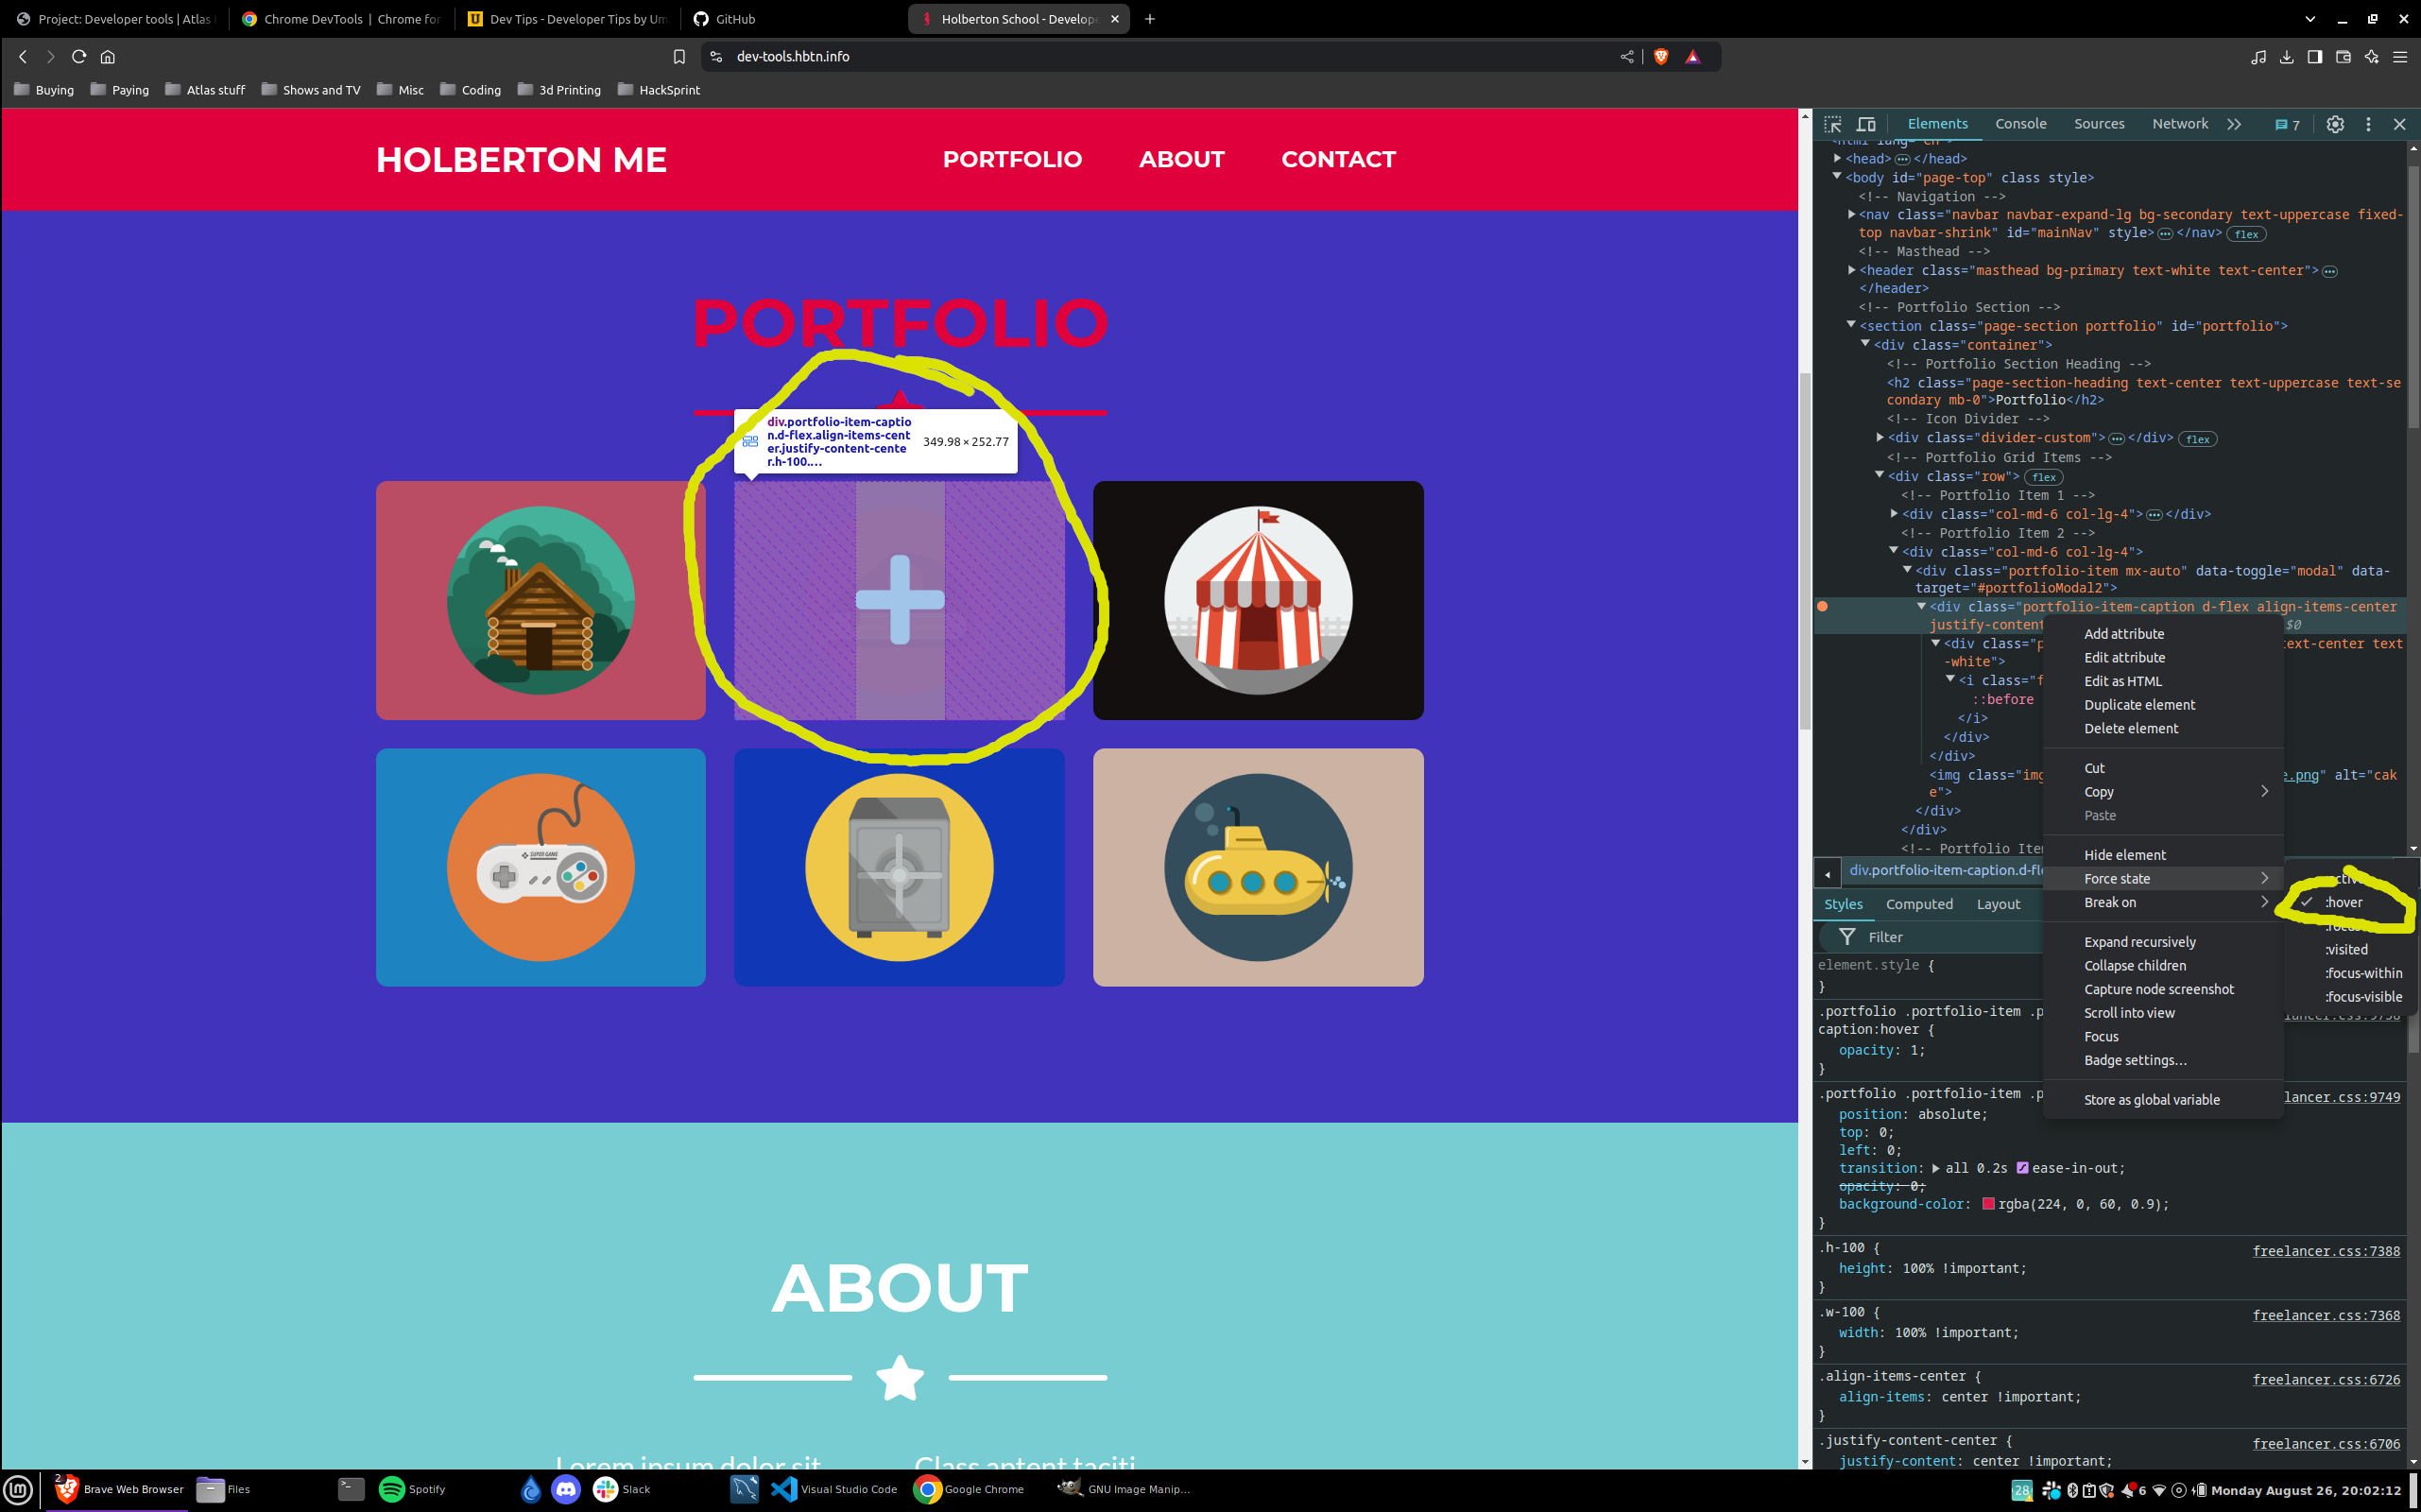 Project: Developer tools | Atlas
Chrome DevTools | Chrome for
Dev Tips - Developer Tips by Um
GitHub
Holberton School - Develope
dev-tools.hbtn.info
Buying
Paying
Atlas stuff
Shows and TV
Misc
Coding
3d Printing
HackSprint
HOLBERTON ME
PORTFOLIO
ABOUT
CONTACT
PORTFOLIO
div.portfolio-item-captio
n.d-flex.align-items-cent
er.justify-content-cente
r.h-100.…
349.98 × 252.77
SUPER GAME
ABOUT
Lorem ipsum dolor sit
Class aptent taciti
Elements
Console
Sources
Network
7
<html lang="en">
<head> </head>
<body id="page-top" class style>
<!-- Navigation -->
<nav class="navbar navbar-expand-lg bg-secondary text-uppercase fixed-
top navbar-shrink" id="mainNav" style> </nav> flex
<!-- Masthead -->
<header class="masthead bg-primary text-white text-center">
</header>
<!-- Portfolio Section -->
<section class="page-section portfolio" id="portfolio">
<div class="container">
<!-- Portfolio Section Heading -->
<h2 class="page-section-heading text-center text-uppercase text-se
condary mb-0">Portfolio</h2>
<!-- Icon Divider -->
<div class="divider-custom"> </div> flex
<!-- Portfolio Grid Items -->
<div class="row"> flex
<!-- Portfolio Item 1 -->
<div class="col-md-6 col-lg-4"> </div>
<!-- Portfolio Item 2 -->
<div class="col-md-6 col-lg-4">
<div class="portfolio-item mx-auto" data-toggle="modal" data-
target="#portfolioModal2">
<div class="portfolio-item-caption d-flex align-items-center
justify-content $0
<div class="p text-center text
-white">
<i class="f
::before
</i>
</div>
</div>
<img class="img e.png" alt="cak
e">
</div>
</div>
<!-- Portfolio Ite
div.portfolio-item-caption.d-fle
Add attribute
Edit attribute
Edit as HTML
Duplicate element
Delete element
Cut
Copy
Paste
Hide element
Force state
Break on
Expand recursively
Collapse children
Capture node screenshot
Scroll into view
Focus
Badge settings…
Store as global variable
:hover
:visited
:focus-within
:focus-visible
Styles
Computed
Layout
Filter
element.style {
}
.portfolio .portfolio-item .p
caption:hover {
opacity: 1;
}
.portfolio .portfolio-item .p lancer.css:9749
position: absolute;
top: 0;
left: 0;
transition: all 0.2s ease-in-out;
opacity: 0;
background-color: rgba(224, 0, 60, 0.9);
}
.h-100 { freelancer.css:7388
height: 100% !important;
}
.w-100 { freelancer.css:7368
width: 100% !important;
}
.align-items-center { freelancer.css:6726
align-items: center !important;
}
.justify-content-center { freelancer.css:6706
justify-content: center !important;
2
Brave Web Browser
Files
Spotify
Slack
Visual Studio Code
Google Chrome
GNU Image Manip...
28
6
Monday August 26, 20:02:12